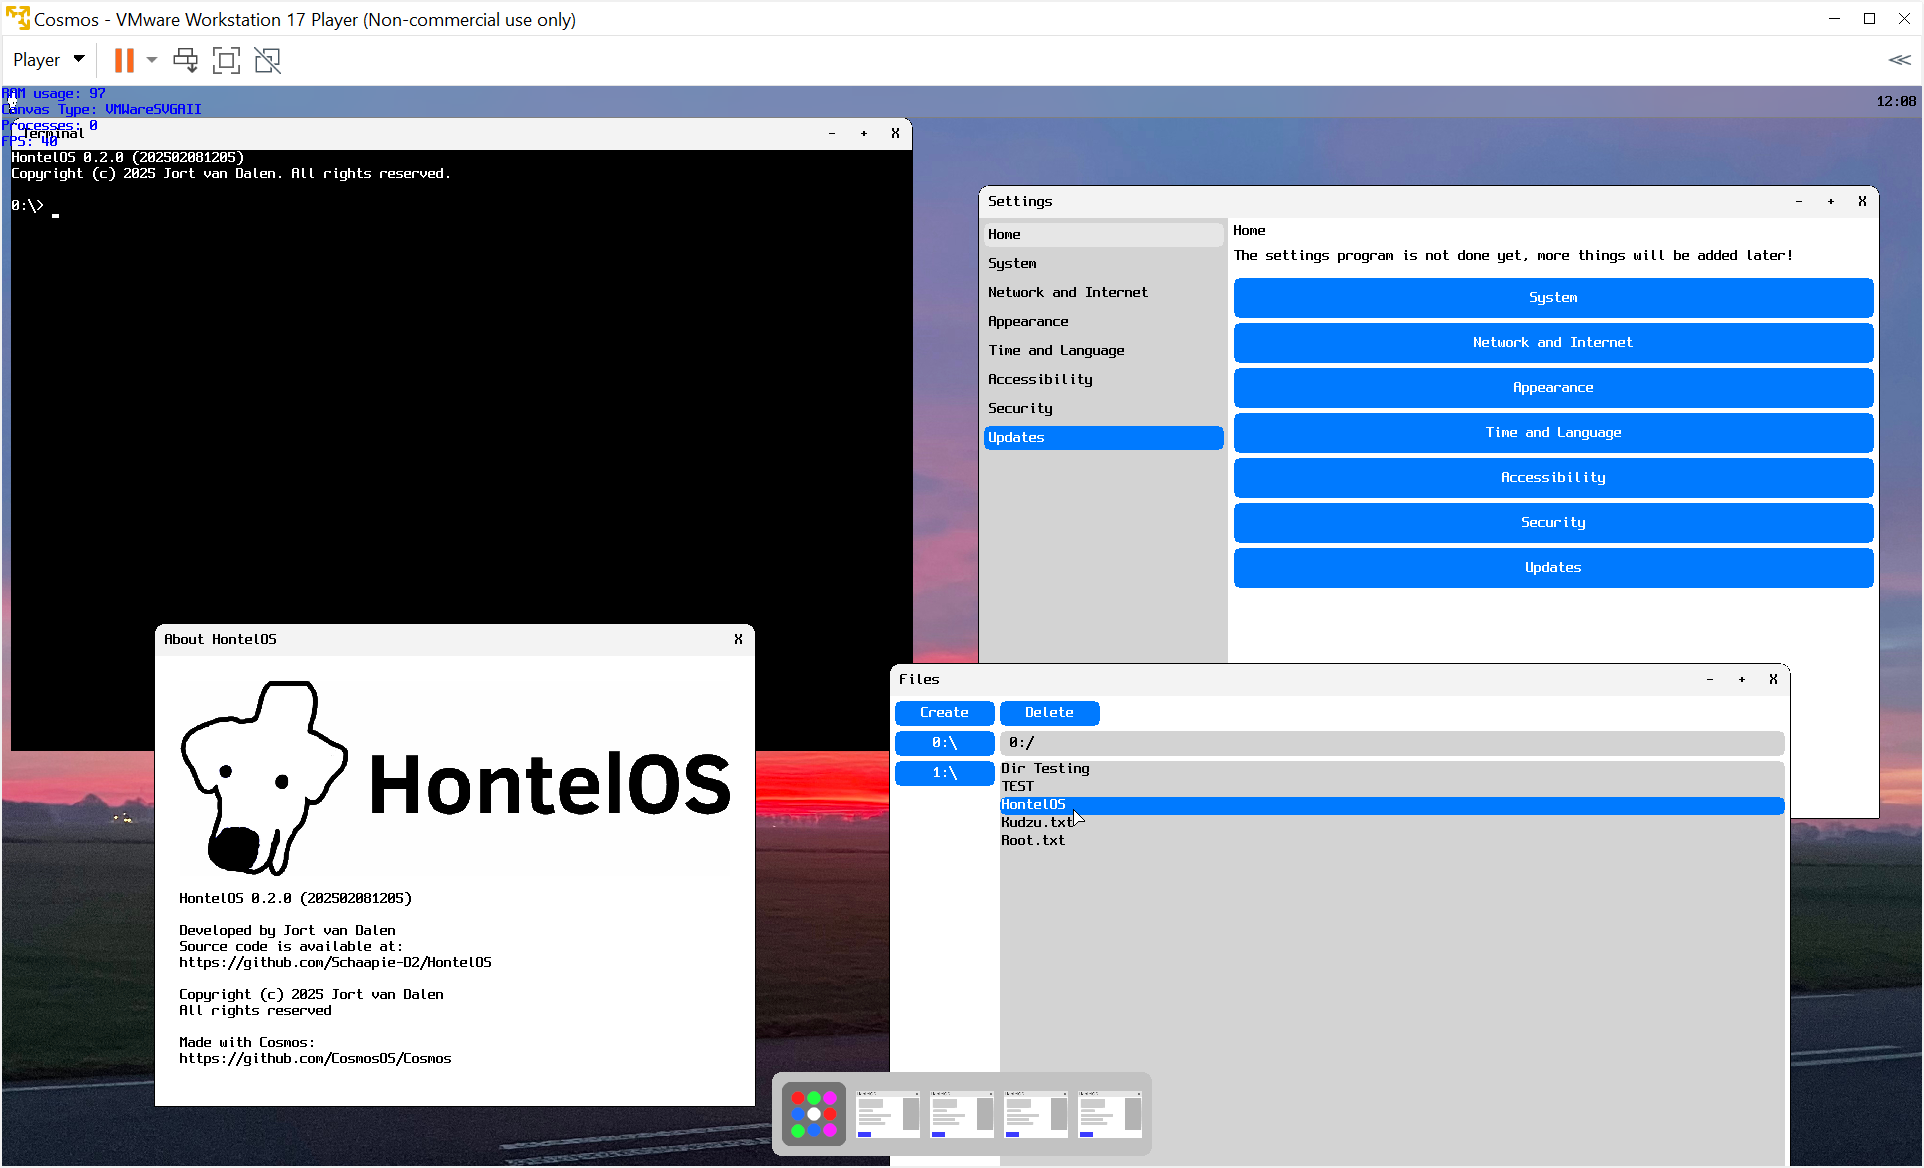 Cosmos - VMware Workstation 17 Player (Non-commercial use only)
Player
RAM usage: 97
Canvas Type: VMWareSVGAII
Processes: 0
FPS: 40
12:08
Terminal
- + X
HontelOS 0.2.0 (202502081205)
Copyright (c) 2025 Jort van Dalen. All rights reserved.
0:\> _
Settings
- + X
Home
System
Network and Internet
Appearance
Time and Language
Accessibility
Security
Updates
Home
The settings program is not done yet, more things will be added later!
System
Network and Internet
Appearance
Time and Language
Accessibility
Security
Updates
About HontelOS
X
HontelOS
HontelOS 0.2.0 (202502081205)
Developed by Jort van Dalen
Source code is available at:
https://github.com/Schaapie-D2/HontelOS
Copyright (c) 2025 Jort van Dalen
All rights reserved
Made with Cosmos:
https://github.com/CosmosOS/Cosmos
Files
- + X
Create
Delete
0:\
0:/
1:\
Dir Testing
TEST
HontelOS
Kudzu.txt
Root.txt